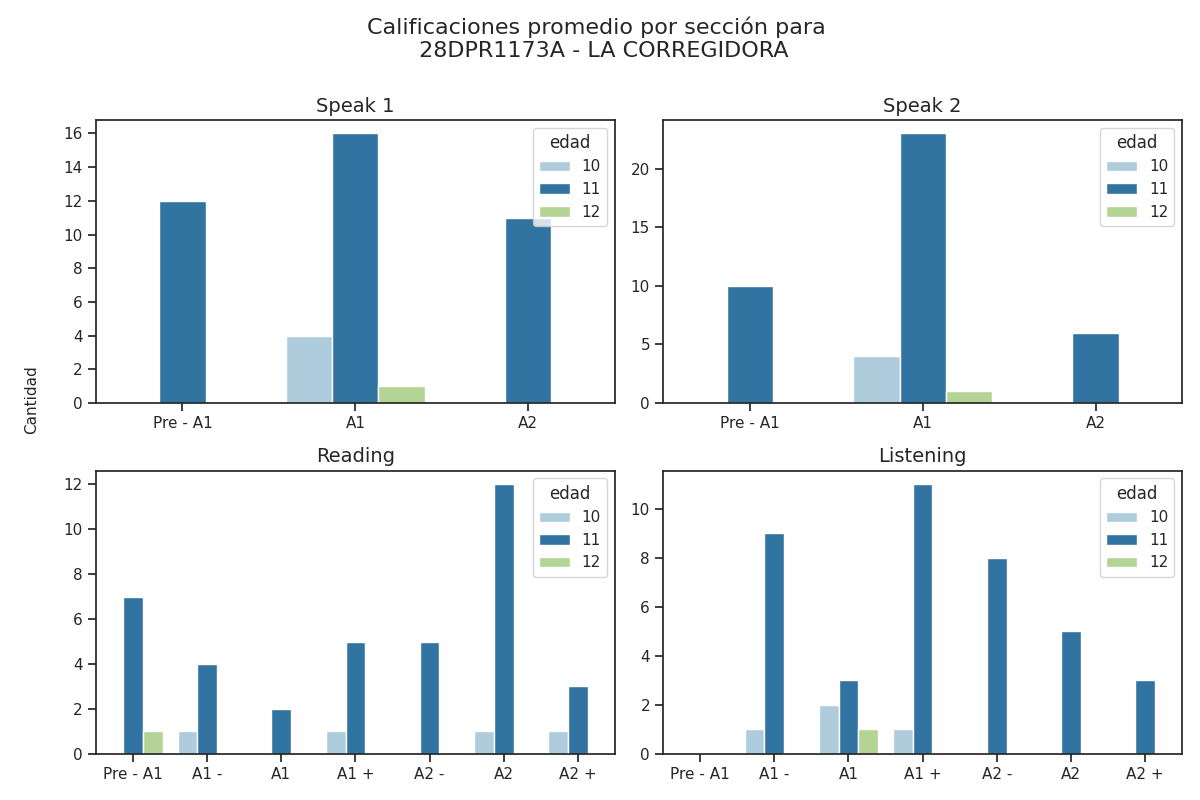 Calificaciones promedio por sección para
28DPR1173A - LA CORREGIDORA
Speak 1
16
14
12
10
8
6
4
2
0
Pre - A1 A1 A2
edad
10
11
12
Speak 2
20
15
10
5
0
Pre - A1 A1 A2
edad
10
11
12
Cantidad
Reading
12
10
8
6
4
2
0
Pre - A1 A1 - A1 A1 + A2 - A2 A2 +
edad
10
11
12
Listening
10
8
6
4
2
0
Pre - A1 A1 - A1 A1 + A2 - A2 A2 +
edad
10
11
12